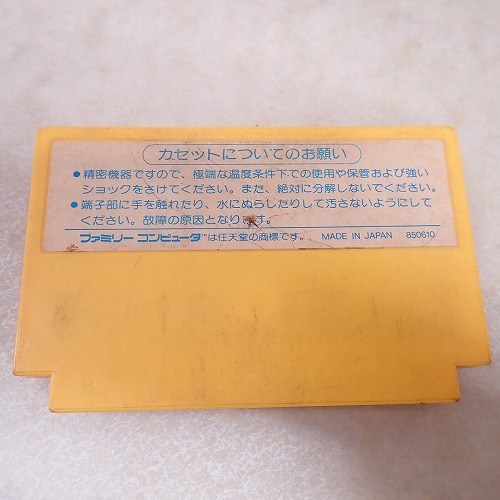 カセットについてのお願い
●精密機器ですので、極端な温度条件下での使用や保管および強い
ショックをさけてください。また、絶対に分解しないでください。
●端子部に手を触れたり、水にぬらしたりして汚さないようにして
ください。故障の原因となります。
ファミリー コンピュータ™は任天堂の商標です。 MADE IN JAPAN 850610